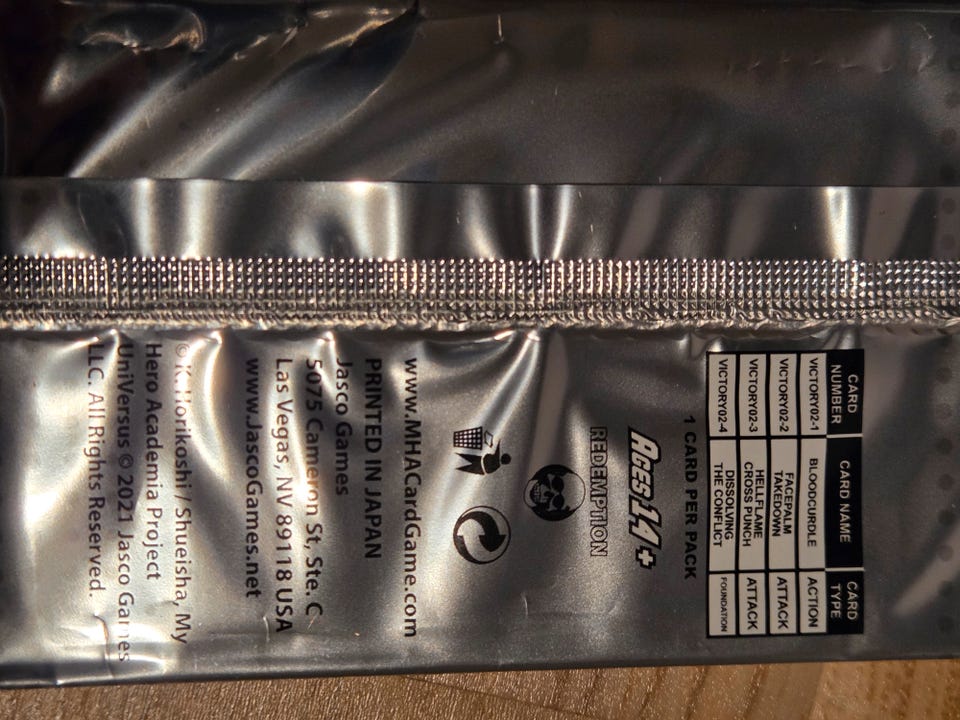 CARD NUMBER CARD NAME CARD TYPE
VICTORY02-1 BLOODCURDLE ACTION
VICTORY02-2 FACEPALM TAKEDOWN ATTACK
VICTORY02-3 HELLFLAME CROSS PUNCH ATTACK
VICTORY02-4 DISSOLVING THE CONFLICT FOUNDATION
1 CARD PER PACK
AGES 14+
REDEMPTION
www.MHACardGame.com
PRINTED IN JAPAN
Jasco Games
5075 Cameron St, Ste. C
Las Vegas, NV 89118 USA
www.JascoGames.net
© K. Horikoshi / Shueisha, My
Hero Academia Project
UniVersus © 2021 Jasco Games
LLC. All Rights Reserved.